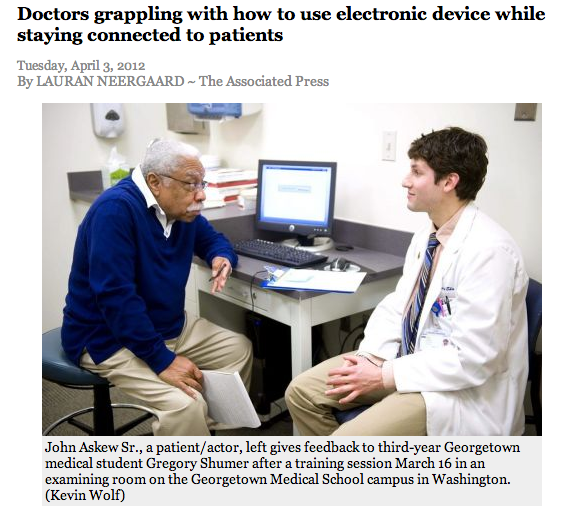 Doctors grappling with how to use electronic device while
staying connected to patients
Tuesday, April 3, 2012
By LAURAN NEERGAARD ~ The Associated Press
John Askew Sr., a patient/actor, left gives feedback to third-year Georgetown
medical student Gregory Shumer after a training session March 16 in an
examining room on the Georgetown Medical School campus in Washington.
(Kevin Wolf)